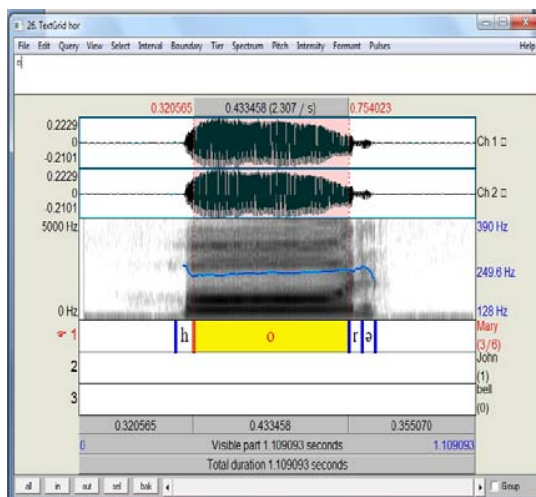 26. TextGrid hor
File Edit Query View Select Interval Boundary Tier Spectrum Pitch Intensity Formant Pulses Help
o
0.320565 0.433458 (2.307 / s) 0.754023
0.2229
0
-0.2101
Ch 1
0.2229
0
-0.2101
Ch 2
5000 Hz 390 Hz
249.6 Hz
0 Hz 128 Hz
1 h o r ə Mary
(3/6)
2 John
(1)
3 bell
(0)
0.320565 0.433458 0.355070
0 Visible part 1.109093 seconds 1.109093
Total duration 1.109093 seconds
all in out sel bak Group